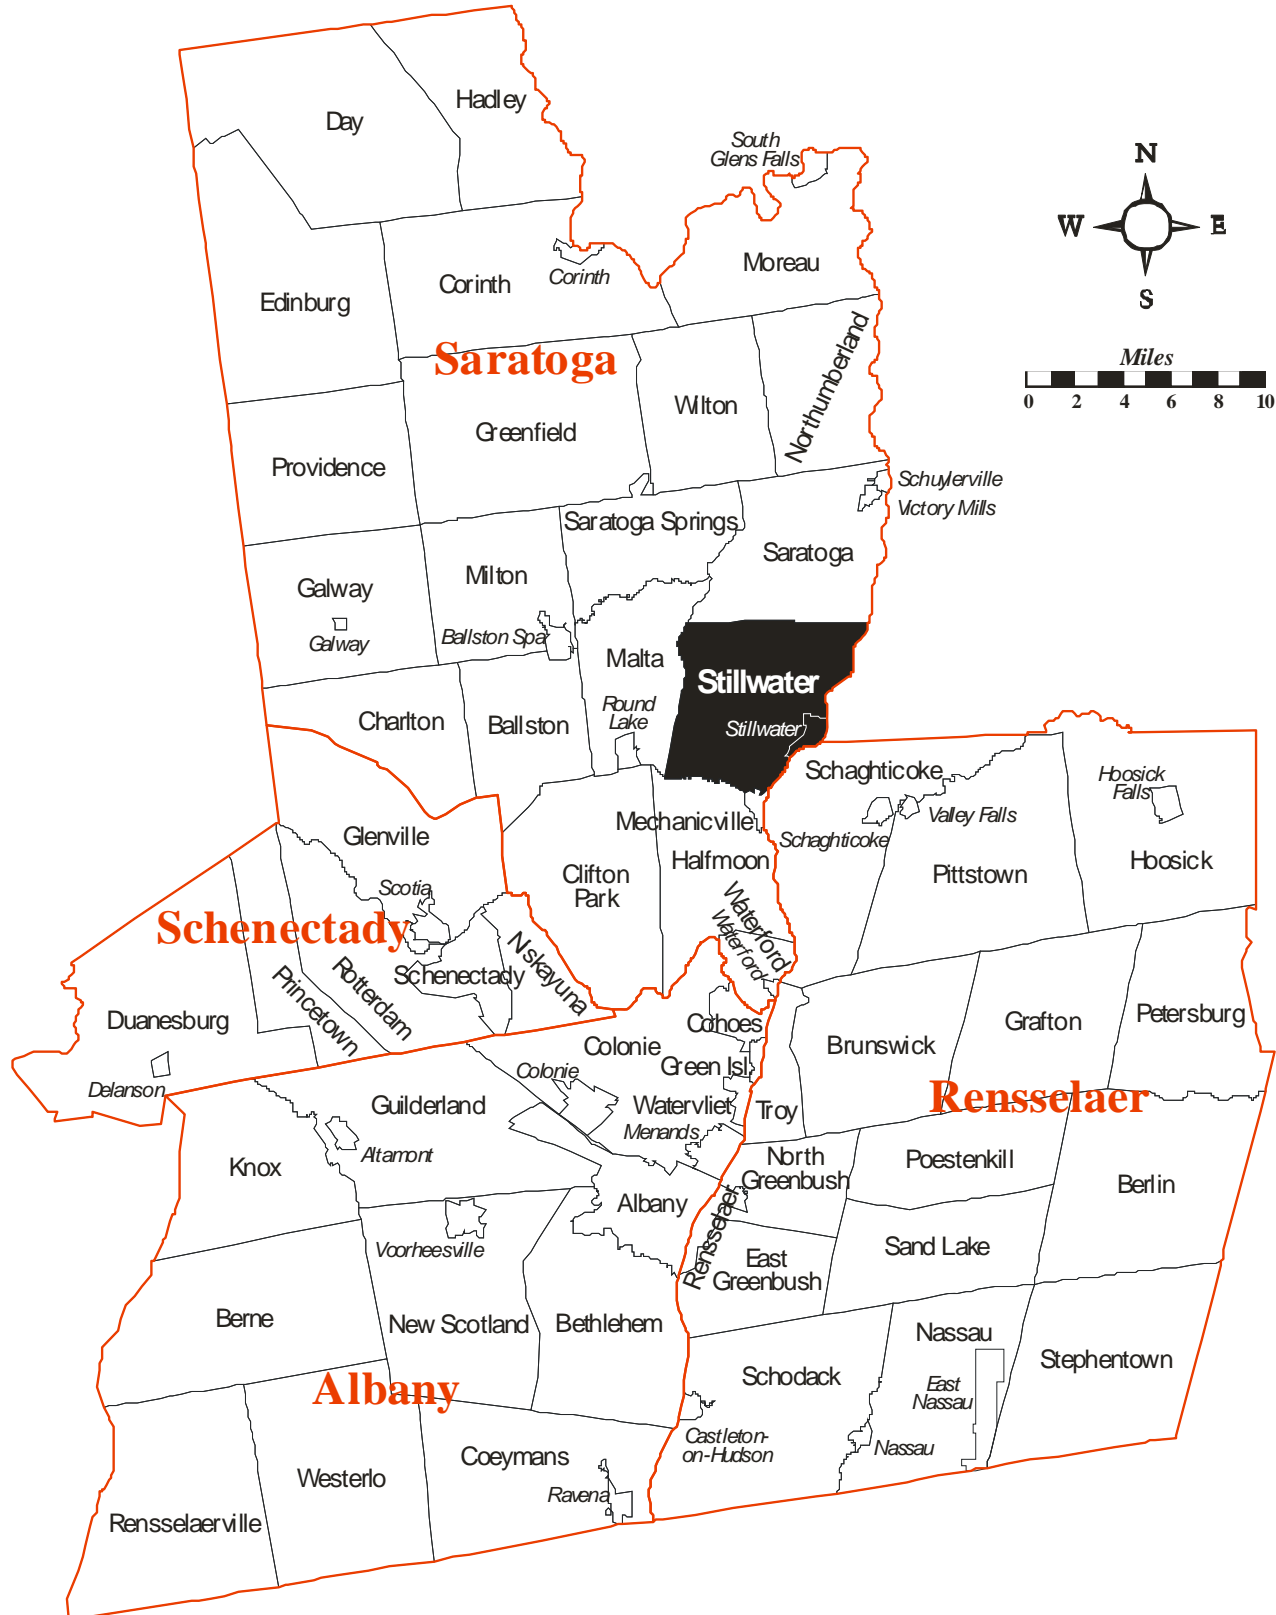 Day
Hadley
South
Glens Falls
N
W
E
S
Moreau
Edinburg
Corinth
Corinth
Saratoga
Miles
0 2 4 6 8 10
Wilton
Northumberland
Greenfield
Providence
Schuylerville
Victory Mills
Saratoga Springs
Saratoga
Galway
Milton
Galway
Ballston Spa
Malta
Stillwater
Round
Lake
Charlton
Ballston
Stillwater
Schaghticoke
Hoosick
Falls
Glenville
Mechanicville
Schaghticoke
Valley Falls
Halfmoon
Hoosick
Clifton
Park
Pittstown
Scotia
Waterford
Waterford
Schenectady
Niskayuna
Schenectady
Rotterdam
Princetown
Duanesburg
Cohoes
Colonie
Green Isl.
Brunswick
Grafton
Petersburg
Delanson
Colonie
Guilderland
Watervliet
Troy
Rensselaer
Menands
Altamont
Knox
North
Greenbush
Poestenkill
Berlin
Albany
Rensselaer
Voorheesville
East
Greenbush
Sand Lake
Berne
New Scotland
Bethlehem
Nassau
Stephentown
Albany
Schodack
East
Nassau
Castleton-
on-Hudson
Nassau
Coeymans
Westerlo
Ravena
Rensselaerville